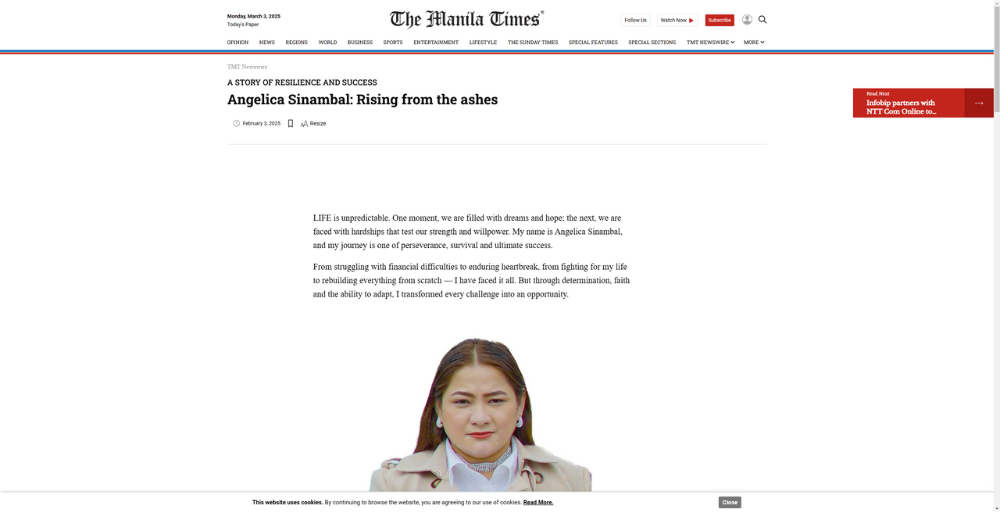 Monday, March 3, 2025
Today's Paper
The Manila Times®
Follow Us
Watch Now
Subscribe
OPINION NEWS REGIONS WORLD BUSINESS SPORTS ENTERTAINMENT LIFESTYLE THE SUNDAY TIMES SPECIAL FEATURES SPECIAL SECTIONS TMT NEWSWIRE MORE
TMT Newswire
A STORY OF RESILIENCE AND SUCCESS
Angelica Sinambal: Rising from the ashes
February 3, 2025
AA Resize
Read Next
Infobip partners with
NTT Com Online to...
LIFE is unpredictable. One moment, we are filled with dreams and hope; the next, we are
faced with hardships that test our strength and willpower. My name is Angelica Sinambal,
and my journey is one of perseverance, survival and ultimate success.
From struggling with financial difficulties to enduring heartbreak, from fighting for my life
to rebuilding everything from scratch — I have faced it all. But through determination, faith
and the ability to adapt, I transformed every challenge into an opportunity.
This website uses cookies. By continuing to browse the website, you are agreeing to our use of cookies. Read More.
Close